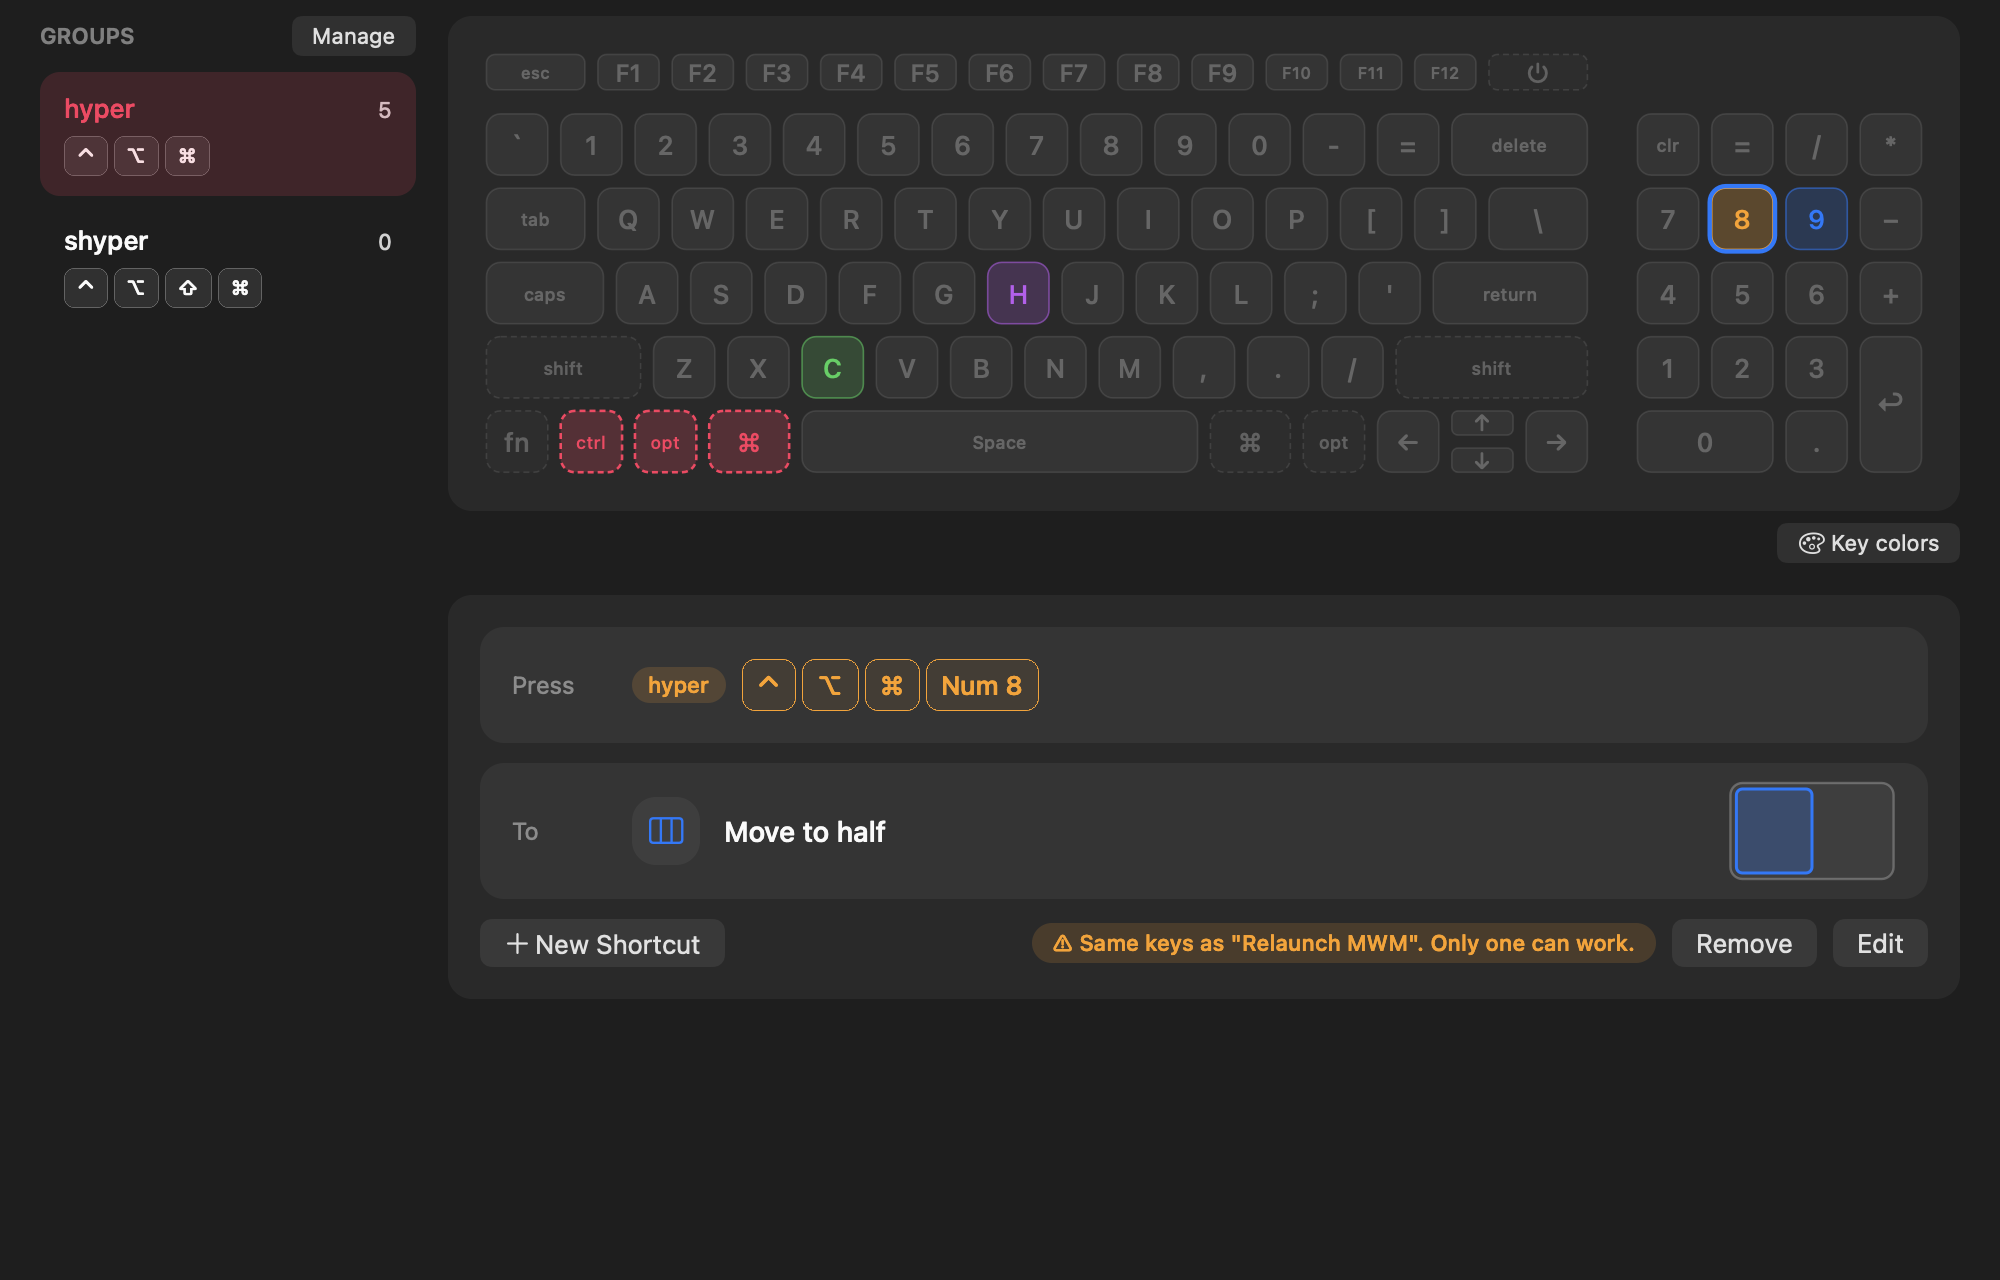 GROUPS Manage
hyper 5
⌃ ⌥ ⌘
shyper 0
⌃ ⌥ ⇧ ⌘
esc F1 F2 F3 F4 F5 F6 F7 F8 F9 F10 F11 F12
` 1 2 3 4 5 6 7 8 9 0 - = delete clr = / *
tab Q W E R T Y U I O P [ ] \ 7 8 9 −
caps A S D F G H J K L ; ' return 4 5 6 +
shift Z X C V B N M , . / shift 1 2 3 ↩
fn ctrl opt ⌘ Space ⌘ opt ← ↑ ↓ → 0 .
Key colors
Press hyper ⌃ ⌥ ⌘ Num 8
To Move to half
+ New Shortcut ⚠ Same keys as "Relaunch MWM". Only one can work. Remove Edit